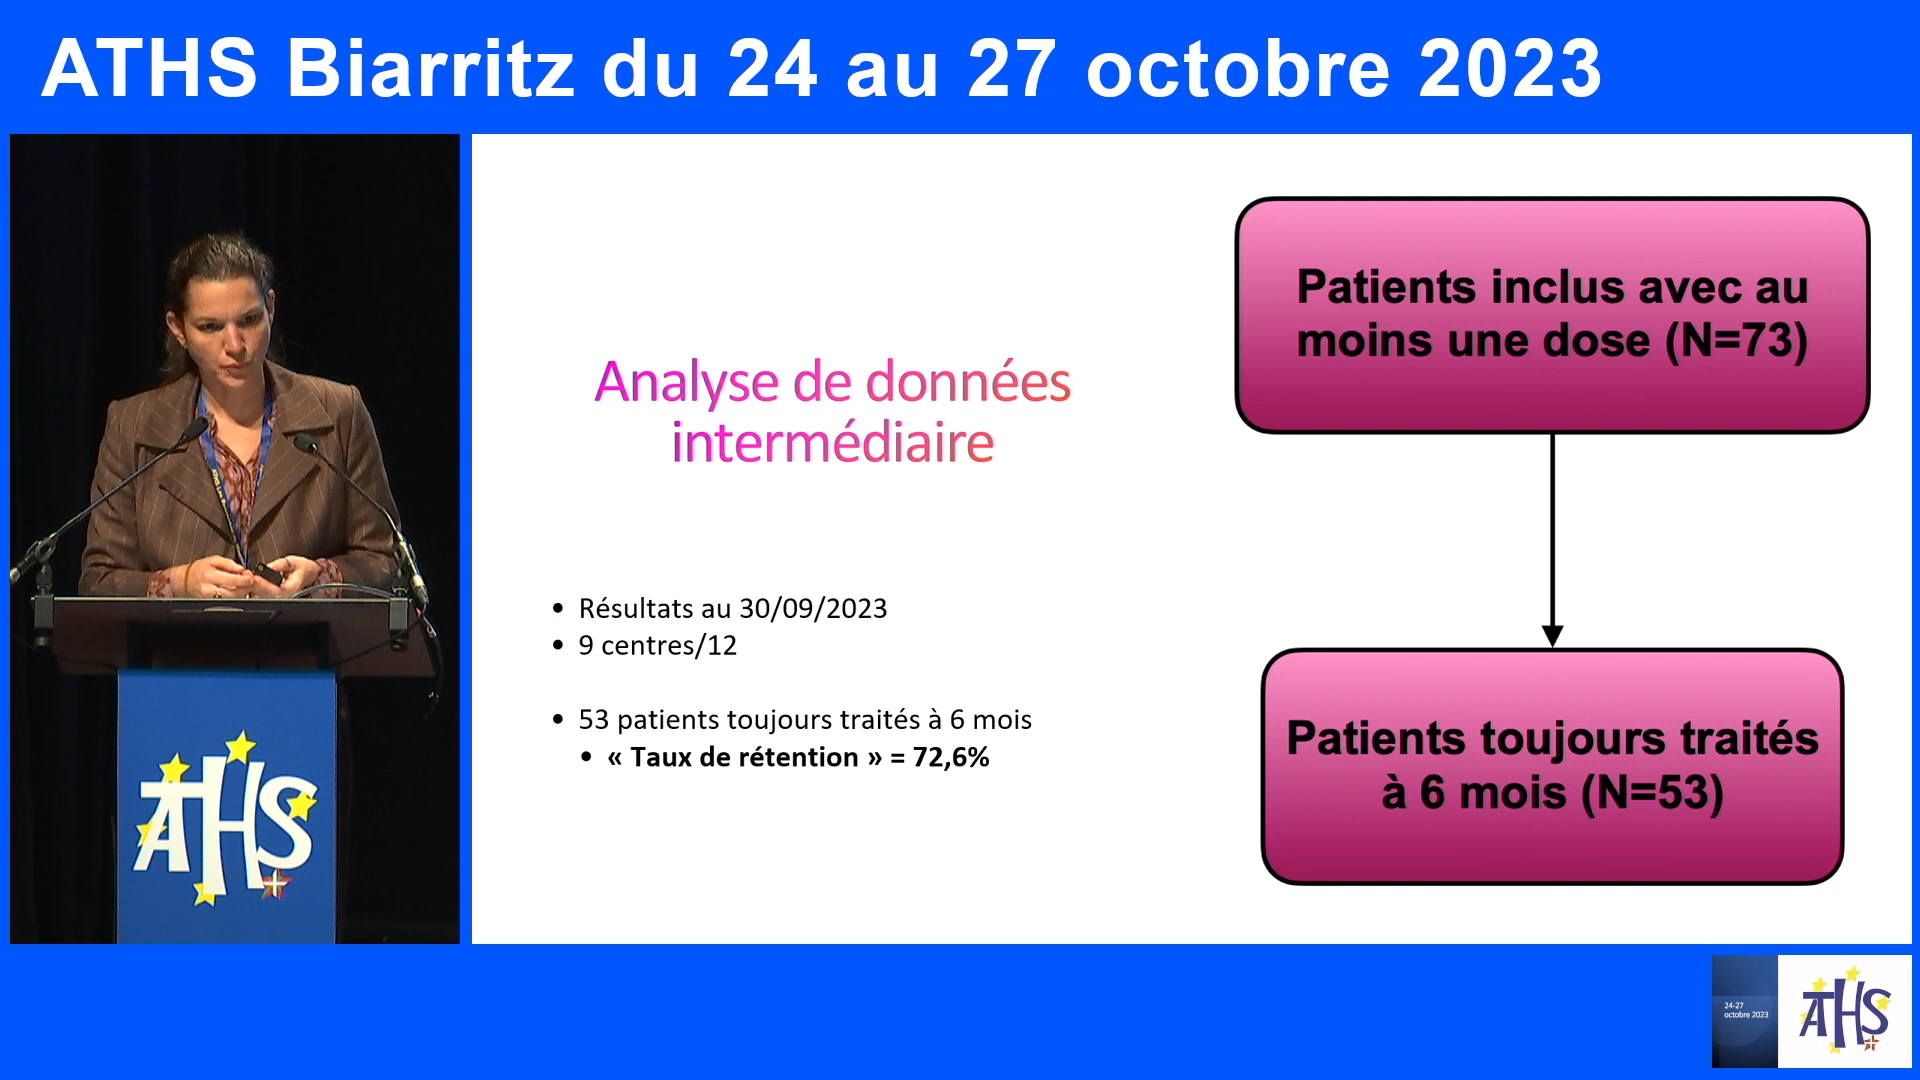 ATHS Biarritz du 24 au 27 octobre 2023
Analyse de données
intermédiaire
• Résultats au 30/09/2023
• 9 centres/12
• 53 patients toujours traités à 6 mois
• « Taux de rétention » = 72,6%
Patients inclus avec au
moins une dose (N=73)
Patients toujours traités
à 6 mois (N=53)
ATHS
24-27
octobre 2023
ATHS